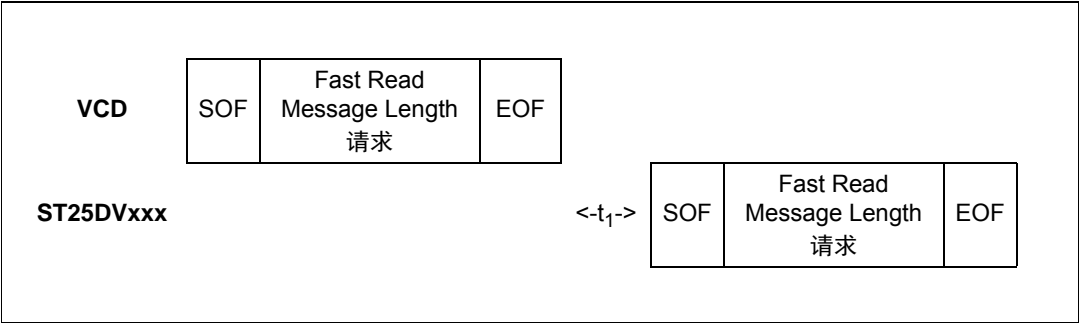 VCD
SOF
Fast Read
Message Length
请求
EOF
ST25DVxxx
<-t₁->
SOF
Fast Read
Message Length
请求
EOF